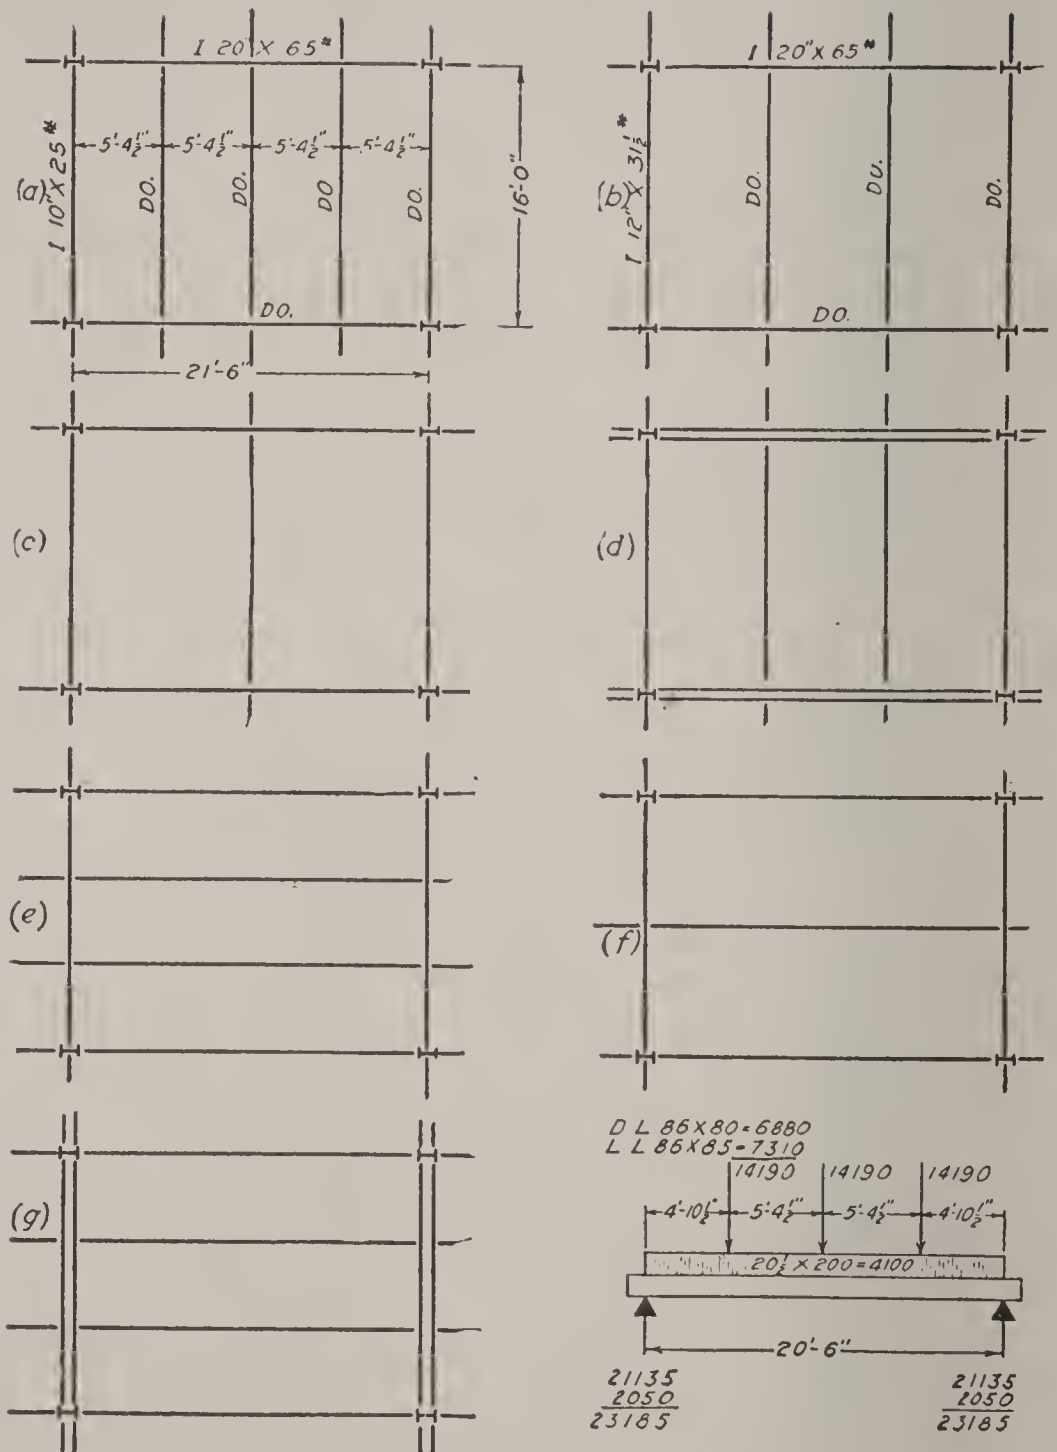 I 20" X 65#
5'-4½" 5'-4½" 5'-4½" 5'-4½"
I 10" X 25#
DO.
DO.
DO
DO.
16'-0"
(a)
DO.
21'-6"
I 20" X 65#
(b)
I 12" X 31½#
DO.
DO.
DO.
DO.
(c)
(d)
(e)
(f)
(g)
D L 86 X 80 = 6880
L L 86 X 85 = 7310
14190 14190 14190
4'-10½" 5'-4½" 5'-4½" 4'-10½"
20½ X 200 = 4100
20'-6"
21135
2050
23185
21135
2050
23185